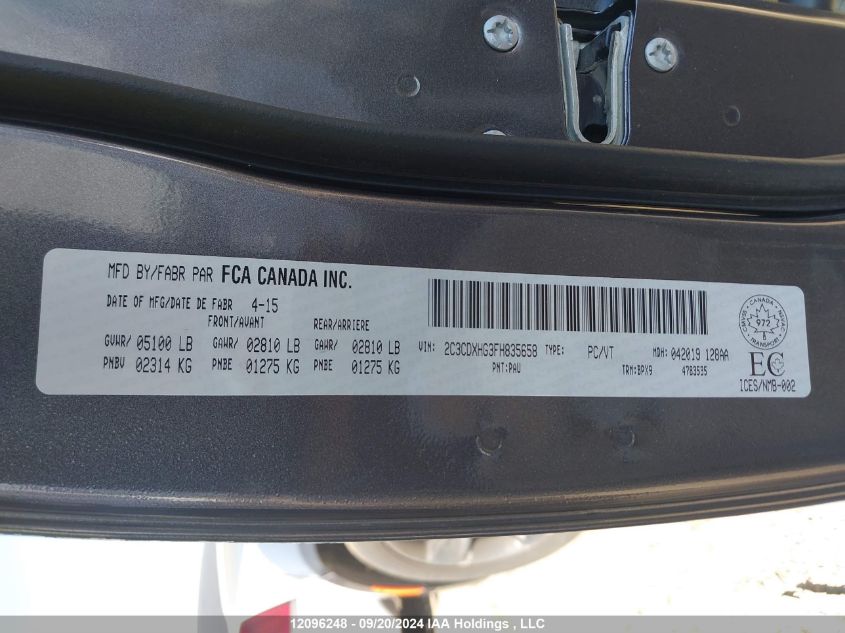 MFD BY/FABR PAR FCA CANADA INC.
DATE OF MFG/DATE DE FABR 4-15
FRONT/AVANT REAR/ARRIERE
GVWR/ 05100 LB GAWR/ 02810 LB GAWR/ 02810 LB
PNBV 02314 KG PNBE 01275 KG PNBE 01275 KG
VIN: 2C3CDXHG3FH835658 TYPE: PC/VT MDH: 042019 128AA
PNT:PAU TRM:BPX9 4783535
CANADA
972
TRANSPORT
EC
ICES/NMB-002
12096248 - 09/20/2024 IAA Holdings , LLC